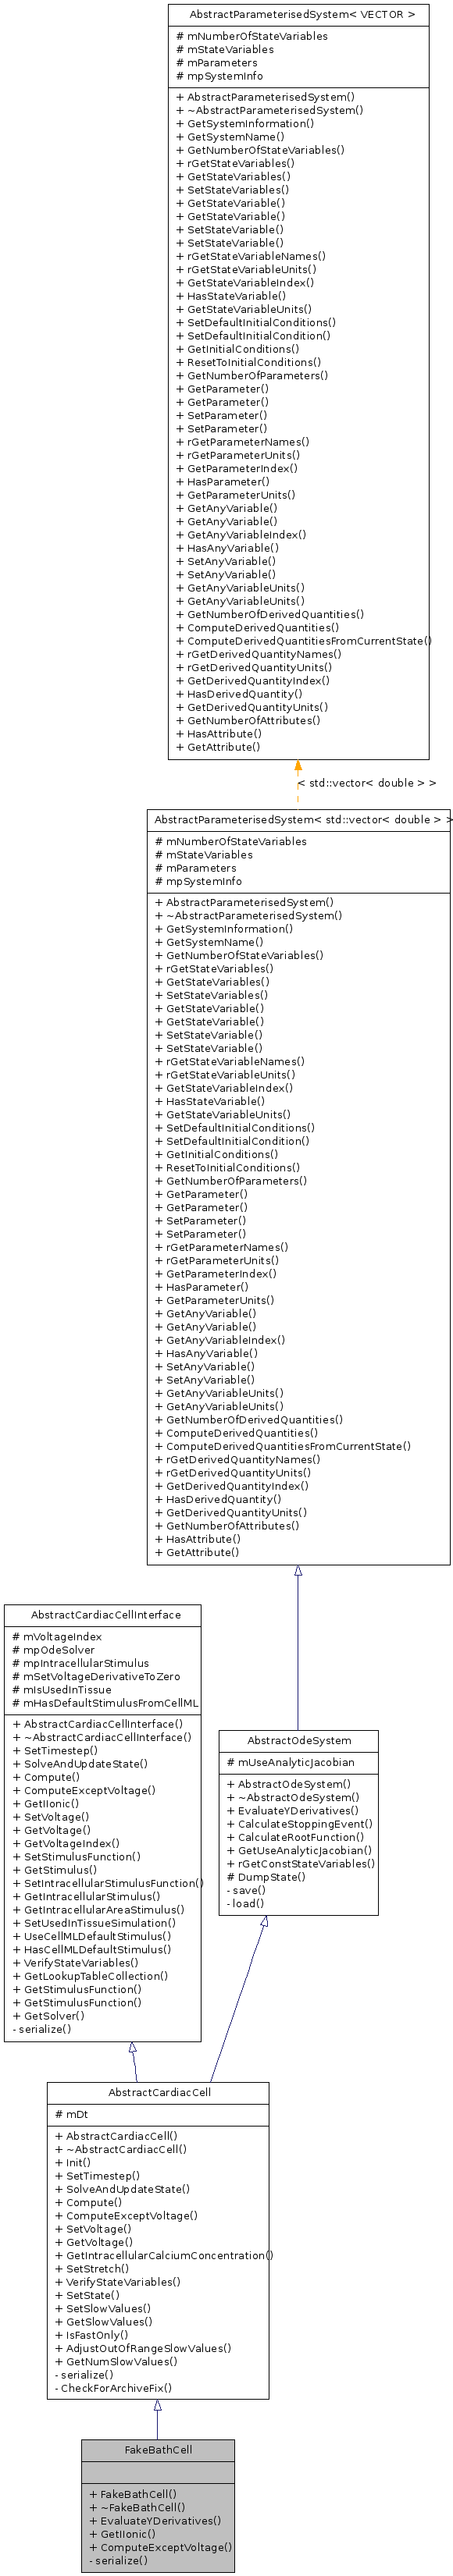 AbstractParameterisedSystem< VECTOR >
# mNumberOfStateVariables
# mStateVariables
# mParameters
# mpSystemInfo
+ AbstractParameterisedSystem()
+ ~AbstractParameterisedSystem()
+ GetSystemInformation()
+ GetSystemName()
+ GetNumberOfStateVariables()
+ rGetStateVariables()
+ GetStateVariables()
+ SetStateVariables()
+ GetStateVariable()
+ GetStateVariable()
+ SetStateVariable()
+ SetStateVariable()
+ rGetStateVariableNames()
+ rGetStateVariableUnits()
+ GetStateVariableIndex()
+ HasStateVariable()
+ GetStateVariableUnits()
+ SetDefaultInitialConditions()
+ SetDefaultInitialCondition()
+ GetInitialConditions()
+ ResetToInitialConditions()
+ GetNumberOfParameters()
+ GetParameter()
+ GetParameter()
+ SetParameter()
+ SetParameter()
+ rGetParameterNames()
+ rGetParameterUnits()
+ GetParameterIndex()
+ HasParameter()
+ GetParameterUnits()
+ GetAnyVariable()
+ GetAnyVariable()
+ GetAnyVariableIndex()
+ HasAnyVariable()
+ SetAnyVariable()
+ SetAnyVariable()
+ GetAnyVariableUnits()
+ GetAnyVariableUnits()
+ GetNumberOfDerivedQuantities()
+ ComputeDerivedQuantities()
+ ComputeDerivedQuantitiesFromCurrentState()
+ rGetDerivedQuantityNames()
+ rGetDerivedQuantityUnits()
+ GetDerivedQuantityIndex()
+ HasDerivedQuantity()
+ GetDerivedQuantityUnits()
+ GetNumberOfAttributes()
+ HasAttribute()
+ GetAttribute()
< std::vector< double > >
AbstractParameterisedSystem< std::vector< double > >
# mNumberOfStateVariables
# mStateVariables
# mParameters
# mpSystemInfo
+ AbstractParameterisedSystem()
+ ~AbstractParameterisedSystem()
+ GetSystemInformation()
+ GetSystemName()
+ GetNumberOfStateVariables()
+ rGetStateVariables()
+ GetStateVariables()
+ SetStateVariables()
+ GetStateVariable()
+ GetStateVariable()
+ SetStateVariable()
+ SetStateVariable()
+ rGetStateVariableNames()
+ rGetStateVariableUnits()
+ GetStateVariableIndex()
+ HasStateVariable()
+ GetStateVariableUnits()
+ SetDefaultInitialConditions()
+ SetDefaultInitialCondition()
+ GetInitialConditions()
+ ResetToInitialConditions()
+ GetNumberOfParameters()
+ GetParameter()
+ GetParameter()
+ SetParameter()
+ SetParameter()
+ rGetParameterNames()
+ rGetParameterUnits()
+ GetParameterIndex()
+ HasParameter()
+ GetParameterUnits()
+ GetAnyVariable()
+ GetAnyVariable()
+ GetAnyVariableIndex()
+ HasAnyVariable()
+ SetAnyVariable()
+ SetAnyVariable()
+ GetAnyVariableUnits()
+ GetAnyVariableUnits()
+ GetNumberOfDerivedQuantities()
+ ComputeDerivedQuantities()
+ ComputeDerivedQuantitiesFromCurrentState()
+ rGetDerivedQuantityNames()
+ rGetDerivedQuantityUnits()
+ GetDerivedQuantityIndex()
+ HasDerivedQuantity()
+ GetDerivedQuantityUnits()
+ GetNumberOfAttributes()
+ HasAttribute()
+ GetAttribute()
AbstractCardiacCellInterface
# mVoltageIndex
# mpOdeSolver
# mpIntracellularStimulus
# mSetVoltageDerivativeToZero
# mIsUsedInTissue
# mHasDefaultStimulusFromCellML
+ AbstractCardiacCellInterface()
+ ~AbstractCardiacCellInterface()
+ SetTimestep()
+ SolveAndUpdateState()
+ Compute()
+ ComputeExceptVoltage()
+ GetIIonic()
+ SetVoltage()
+ GetVoltage()
+ GetVoltageIndex()
+ SetStimulusFunction()
+ GetStimulus()
+ SetIntracellularStimulusFunction()
+ GetIntracellularStimulus()
+ GetIntracellularAreaStimulus()
+ SetUsedInTissueSimulation()
+ UseCellMLDefaultStimulus()
+ HasCellMLDefaultStimulus()
+ VerifyStateVariables()
+ GetLookupTableCollection()
+ GetStimulusFunction()
+ GetStimulusFunction()
+ GetSolver()
- serialize()
AbstractOdeSystem
# mUseAnalyticJacobian
+ AbstractOdeSystem()
+ ~AbstractOdeSystem()
+ EvaluateYDerivatives()
+ CalculateStoppingEvent()
+ CalculateRootFunction()
+ GetUseAnalyticJacobian()
+ rGetConstStateVariables()
# DumpState()
- save()
- load()
AbstractCardiacCell
# mDt
+ AbstractCardiacCell()
+ ~AbstractCardiacCell()
+ Init()
+ SetTimestep()
+ SolveAndUpdateState()
+ Compute()
+ ComputeExceptVoltage()
+ SetVoltage()
+ GetVoltage()
+ GetIntracellularCalciumConcentration()
+ SetStretch()
+ VerifyStateVariables()
+ SetState()
+ SetSlowValues()
+ GetSlowValues()
+ IsFastOnly()
+ AdjustOutOfRangeSlowValues()
+ GetNumSlowValues()
- serialize()
- CheckForArchiveFix()
FakeBathCell
+ FakeBathCell()
+ ~FakeBathCell()
+ EvaluateYDerivatives()
+ GetIIonic()
+ ComputeExceptVoltage()
- serialize()